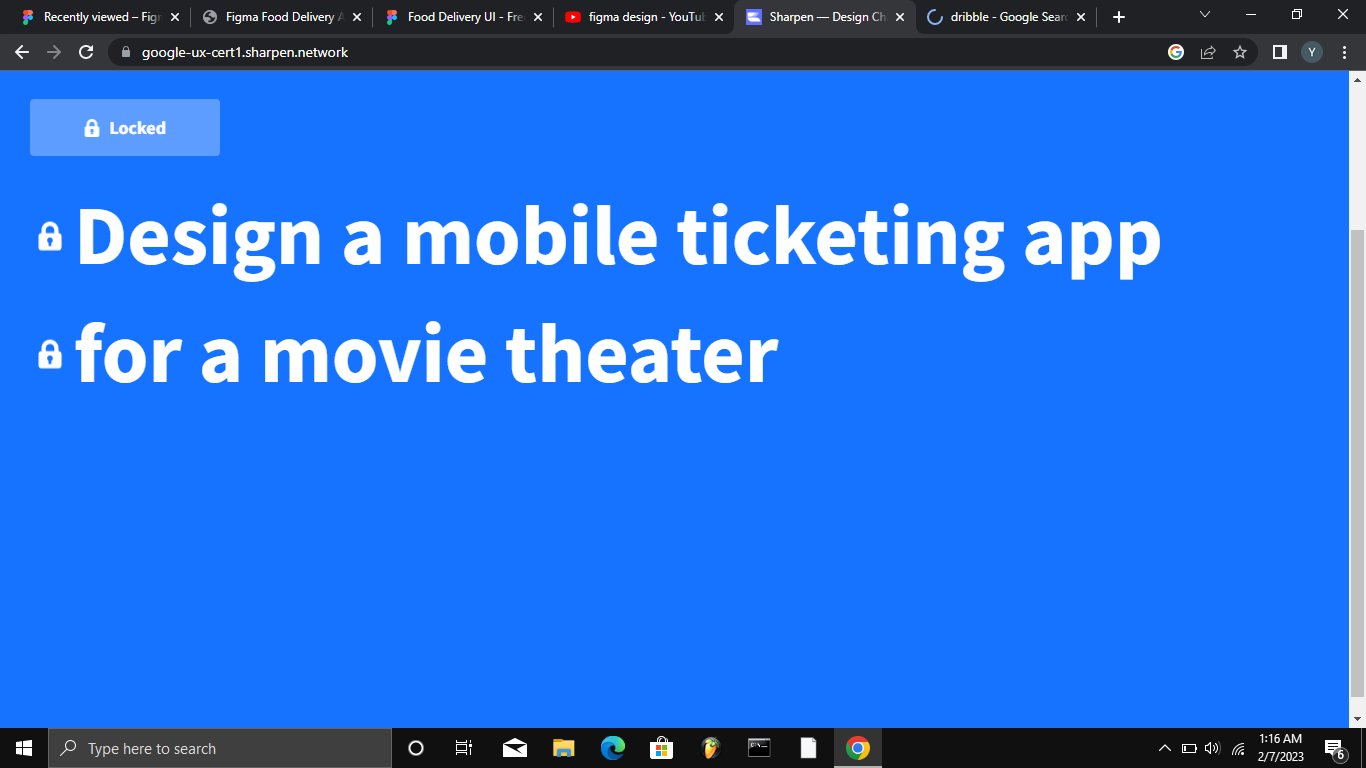 Recently viewed – Fig
Figma Food Delivery A
Food Delivery UI - Fre
figma design - YouTub
Sharpen — Design Ch
dribble - Google Sear
google-ux-cert1.sharpen.network
Y
Locked
Design a mobile ticketing app
for a movie theater
Type here to search
1:16 AM
2/7/2023
6